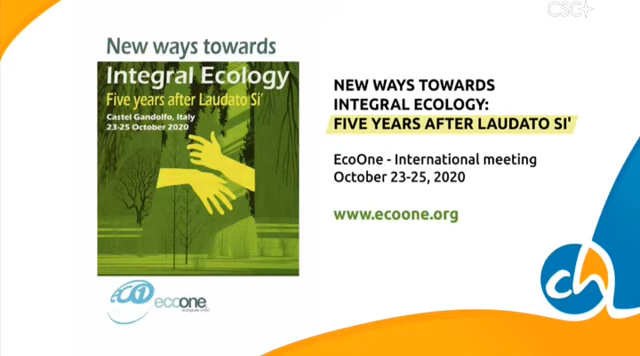 CSC
New ways towards
Integral Ecology
Five years after Laudato Si'
Castel Gandolfo, Italy
23-25 October 2020
eco1 ecoone
NEW WAYS TOWARDS
INTEGRAL ECOLOGY:
FIVE YEARS AFTER LAUDATO SI'
EcoOne - International meeting
October 23-25, 2020
www.ecoone.org
ch